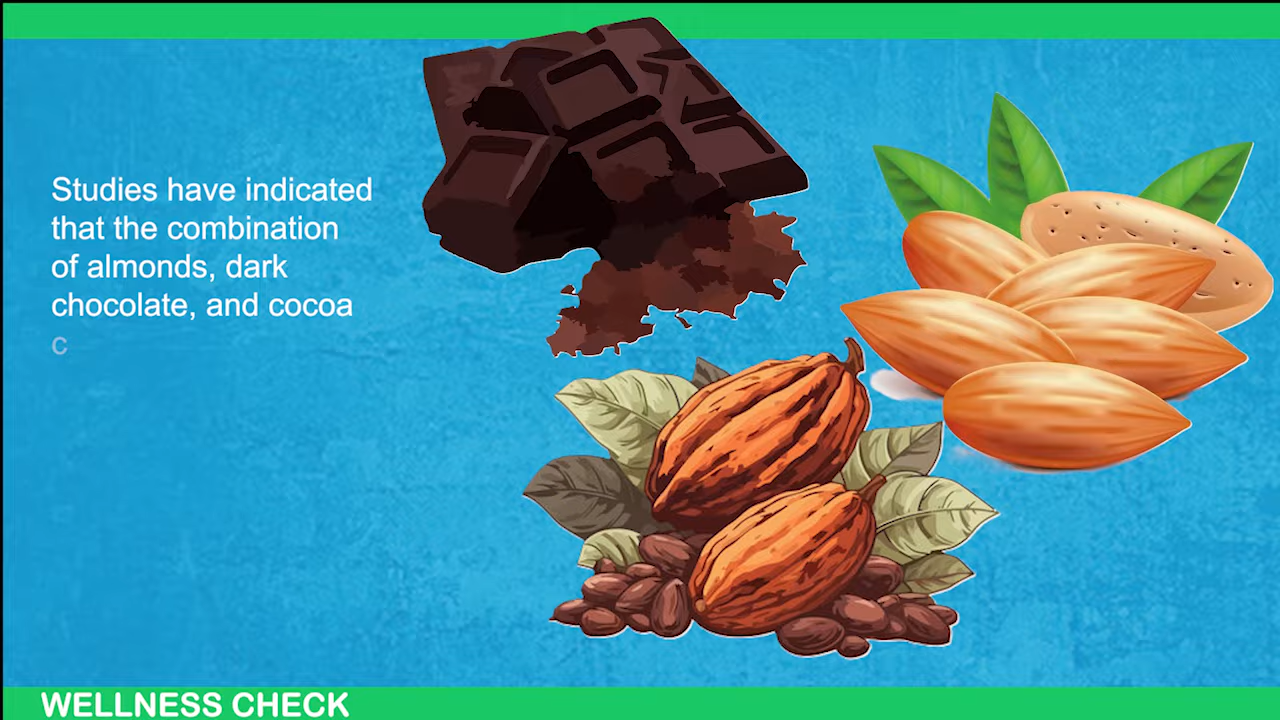 Studies have indicated
that the combination
of almonds, dark
chocolate, and cocoa
c
WELLNESS CHECK